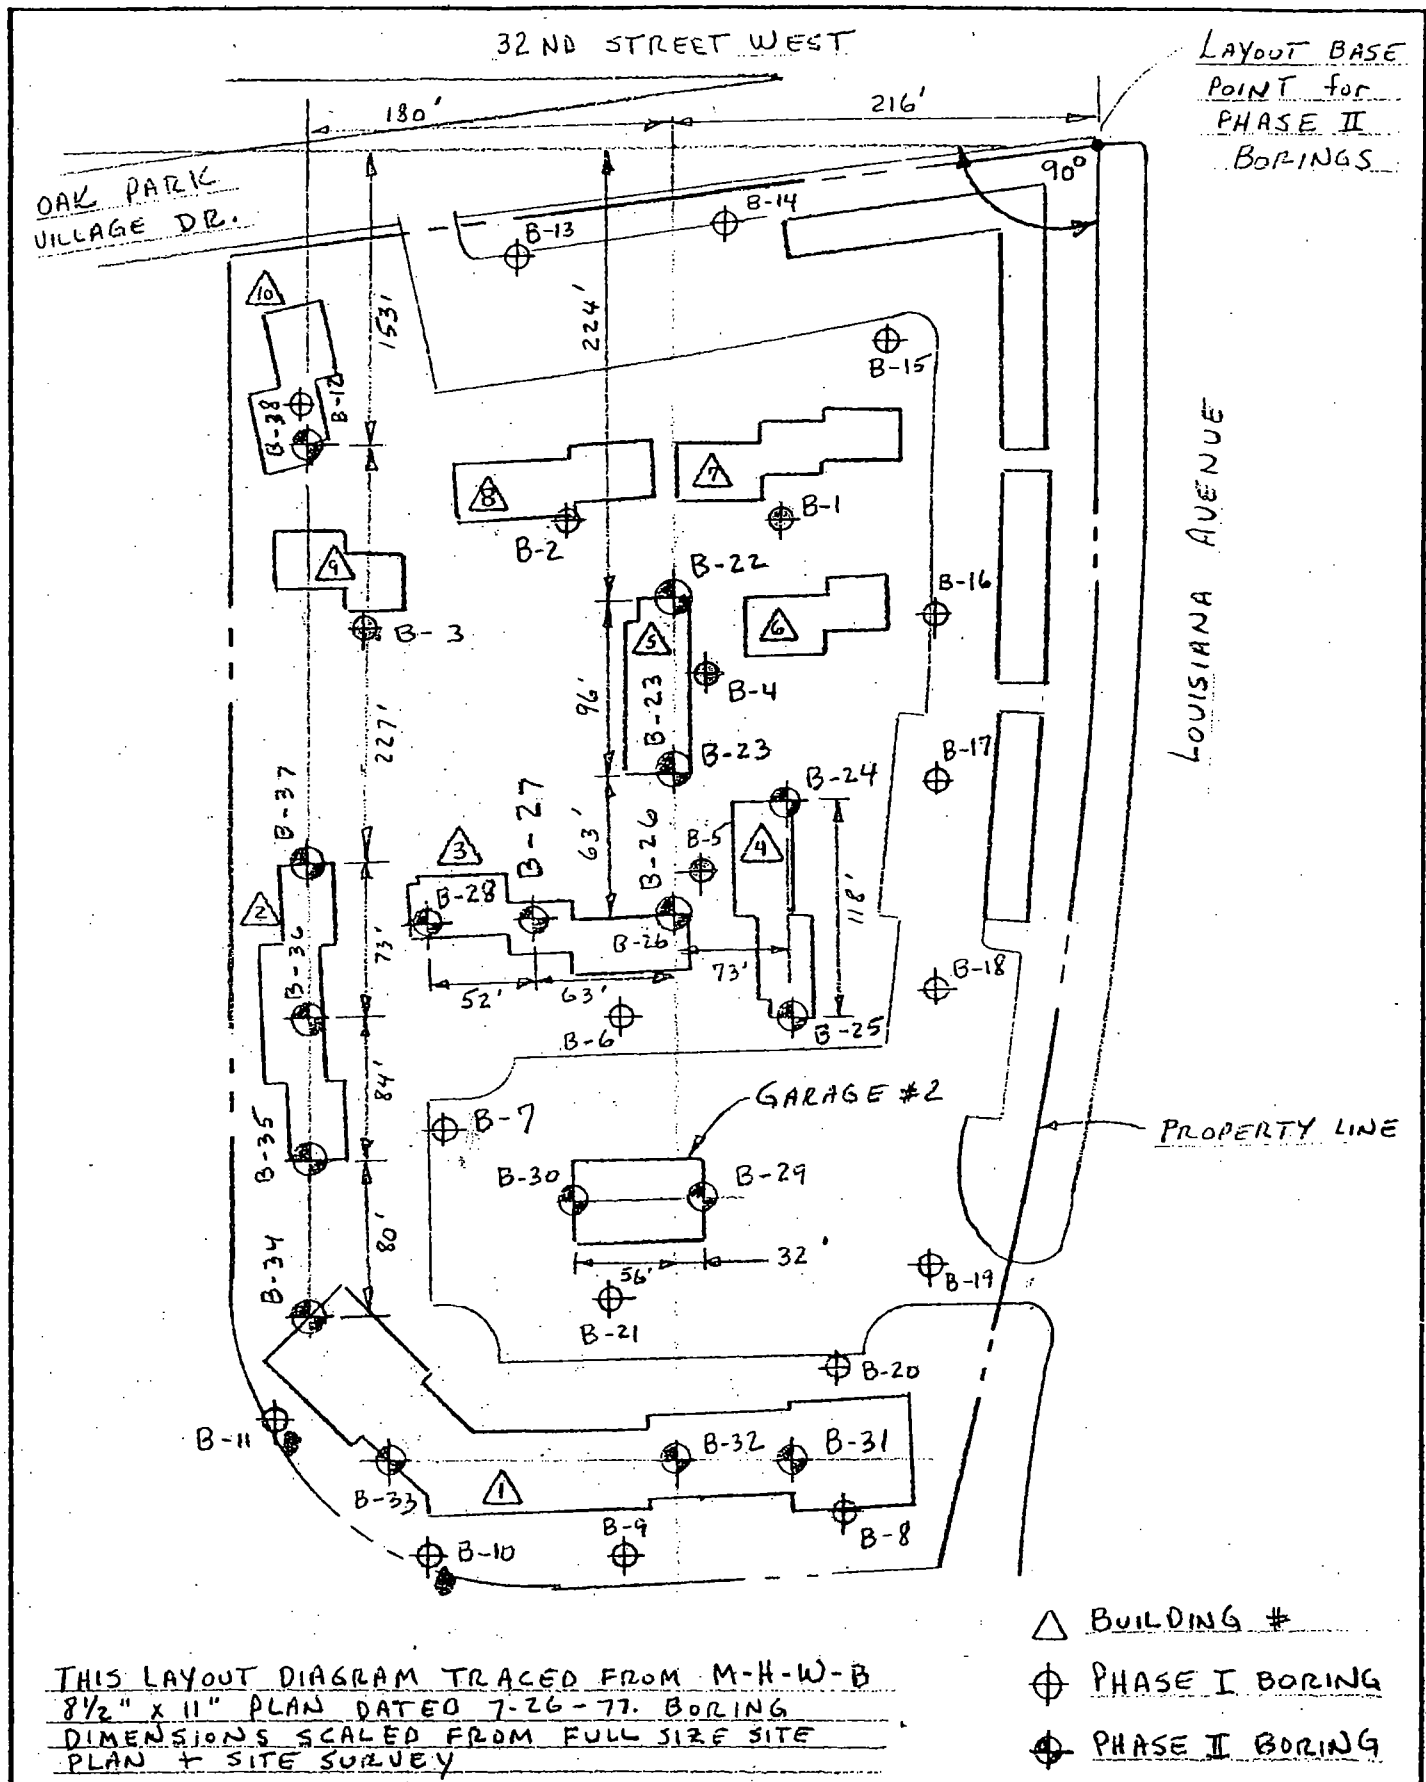 32 ND STREET WEST
LAYOUT BASE
POINT for
PHASE II
BORINGS
180'
216'
90°
OAK PARK
VILLAGE DR.
B-14
B-13
10
153'
224'
B-15
B-12
B-38
LOUISIANA AVENUE
8
7
B-1
B-2
9
B-22
B-16
B-3
5
6
B-4
B-23
96'
227'
B-23
B-17
B-24
B-37
B-27
63'
B-26
B-5
4
3
B-28
118'
2
B-36
73'
B-26
73'
52'
63'
B-18
B-6
B-25
84'
GARAGE #2
B-7
B-35
PROPERTY LINE
B-30
B-29
80'
B-34
56'
32'
B-19
B-21
B-20
B-11
B-32
B-31
B-33
1
B-9
B-8
B-10
BUILDING #
PHASE I BORING
PHASE II BORING
THIS LAYOUT DIAGRAM TRACED FROM M-H-W-B
8½" x 11" PLAN DATED 7-26-77. BORING
DIMENSIONS SCALED FROM FULL SIZE SITE
PLAN + SITE SURVEY